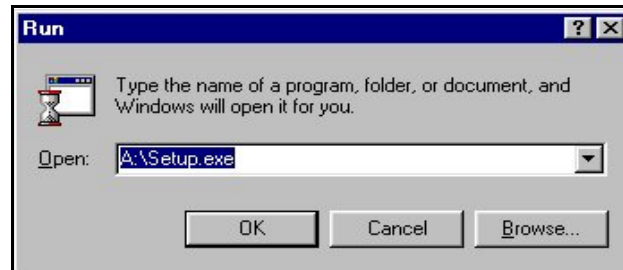 Run
Type the name of a program, folder, or document, and
Windows will open it for you.
Open: A:\Setup.exe
OK Cancel Browse...